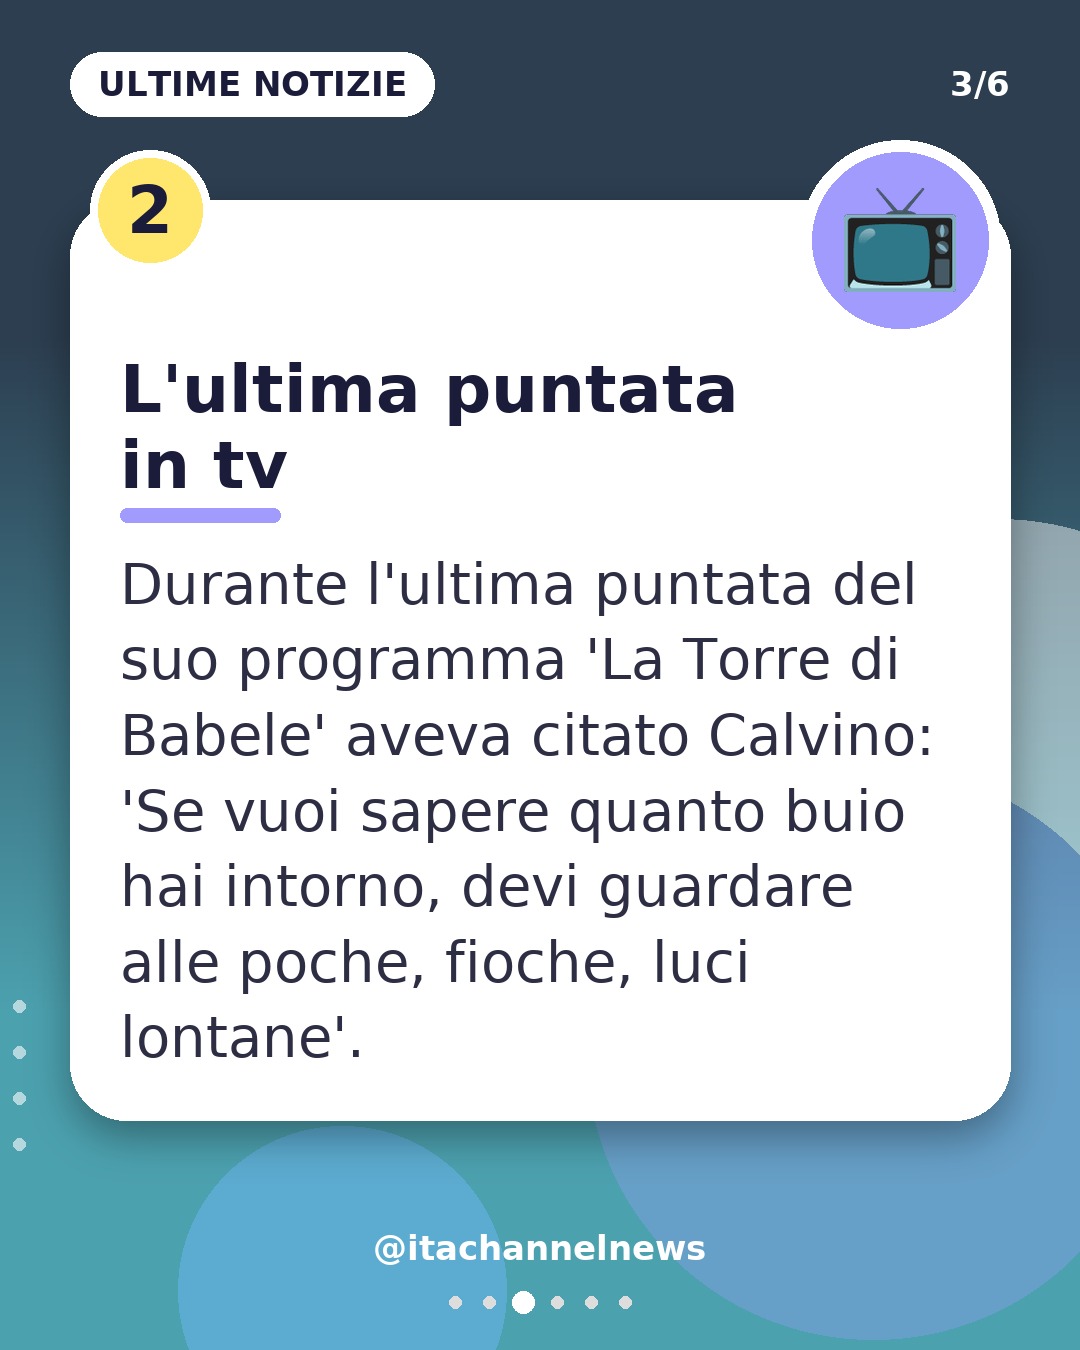 ULTIME NOTIZIE
3/6
2
L'ultima puntata
in tv
Durante l'ultima puntata del
suo programma 'La Torre di
Babele' aveva citato Calvino:
'Se vuoi sapere quanto buio
hai intorno, devi guardare
alle poche, fioche, luci
lontane'.
@itachannelnews